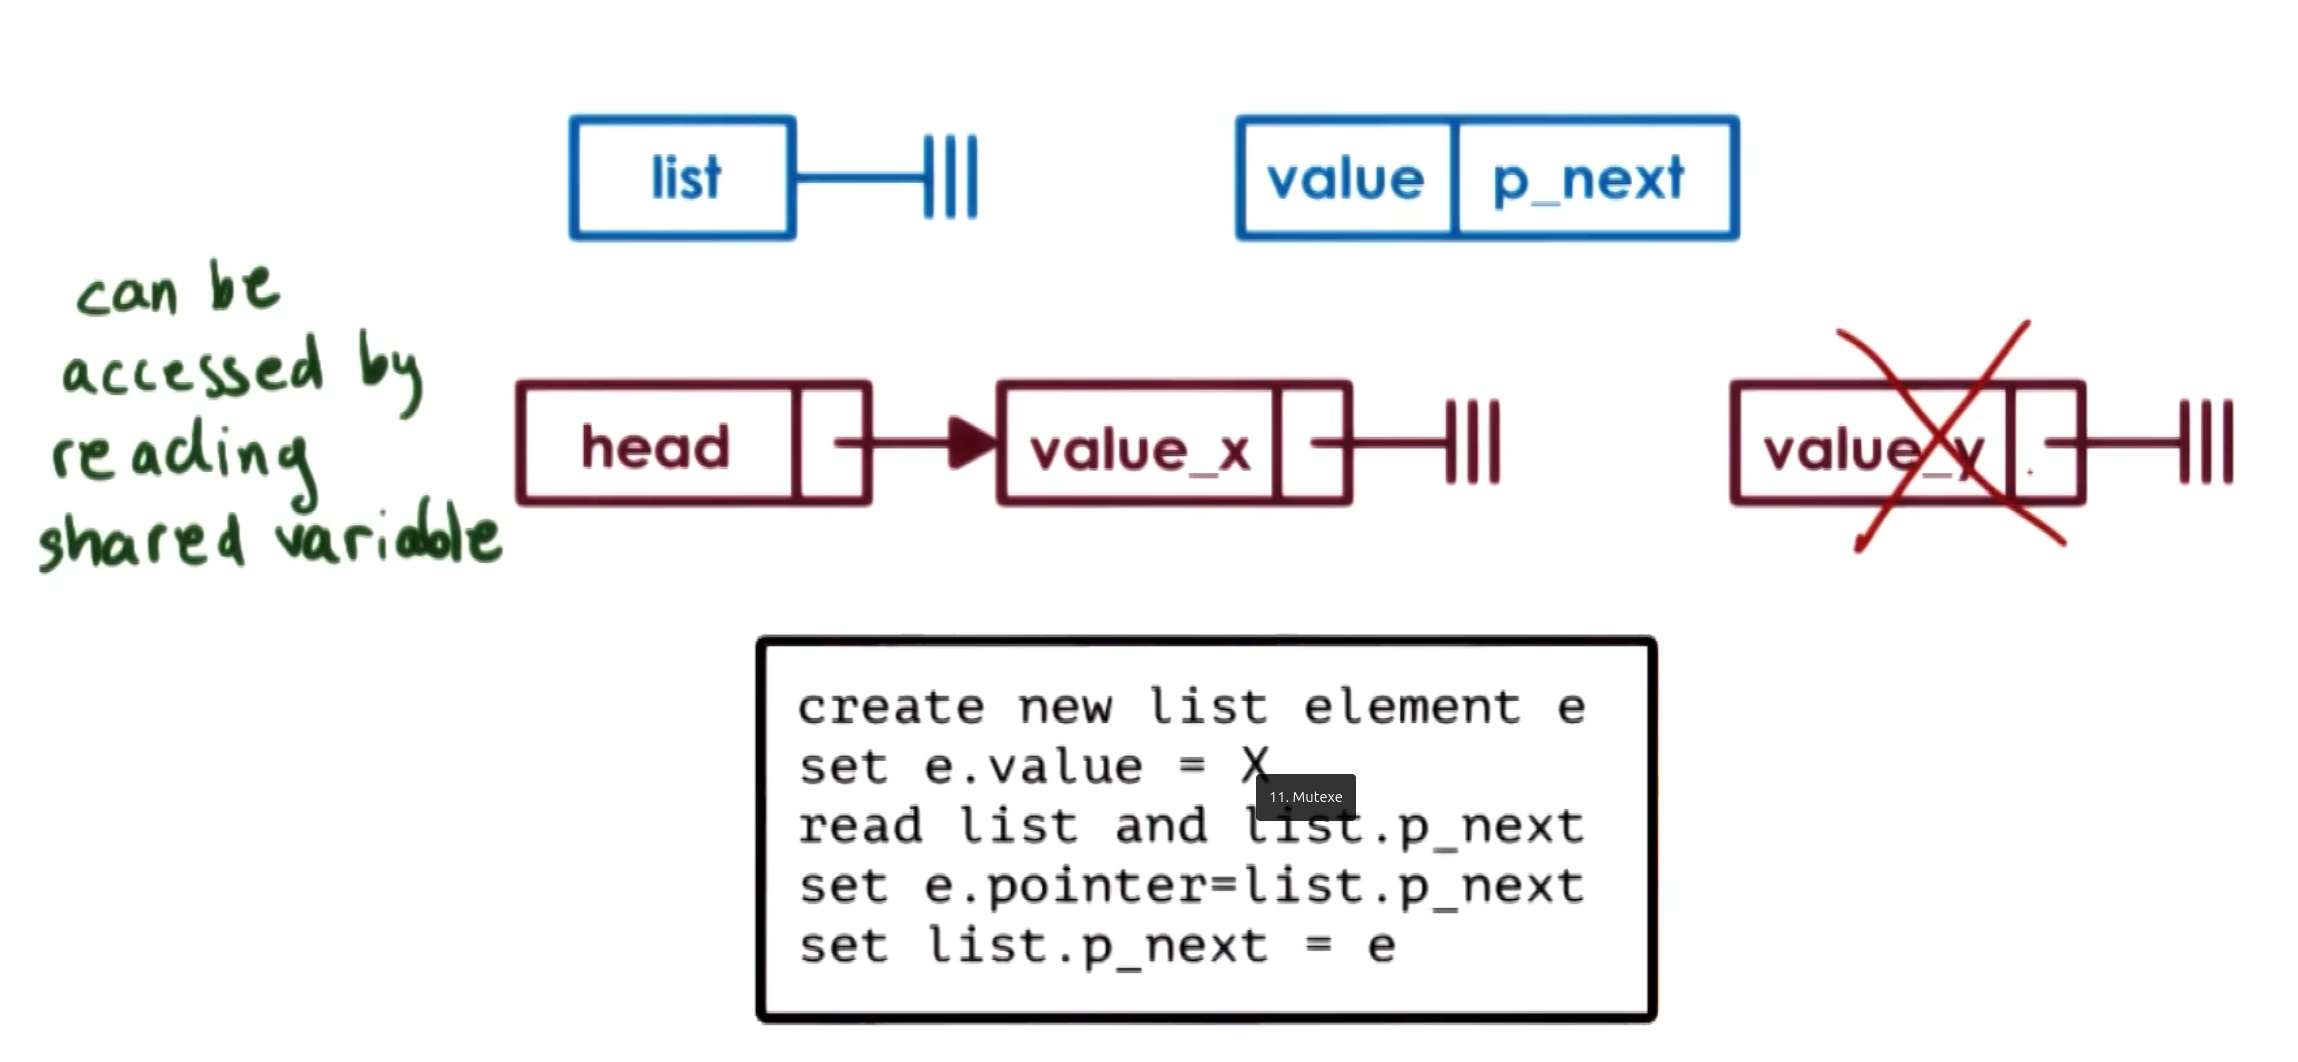 list
value p_next
can be
accessed by
reading
shared variable
head
value_x
value_y
create new list element e
set e.value = X
11. Mutexe
read list and list.p_next
set e.pointer=list.p_next
set list.p_next = e